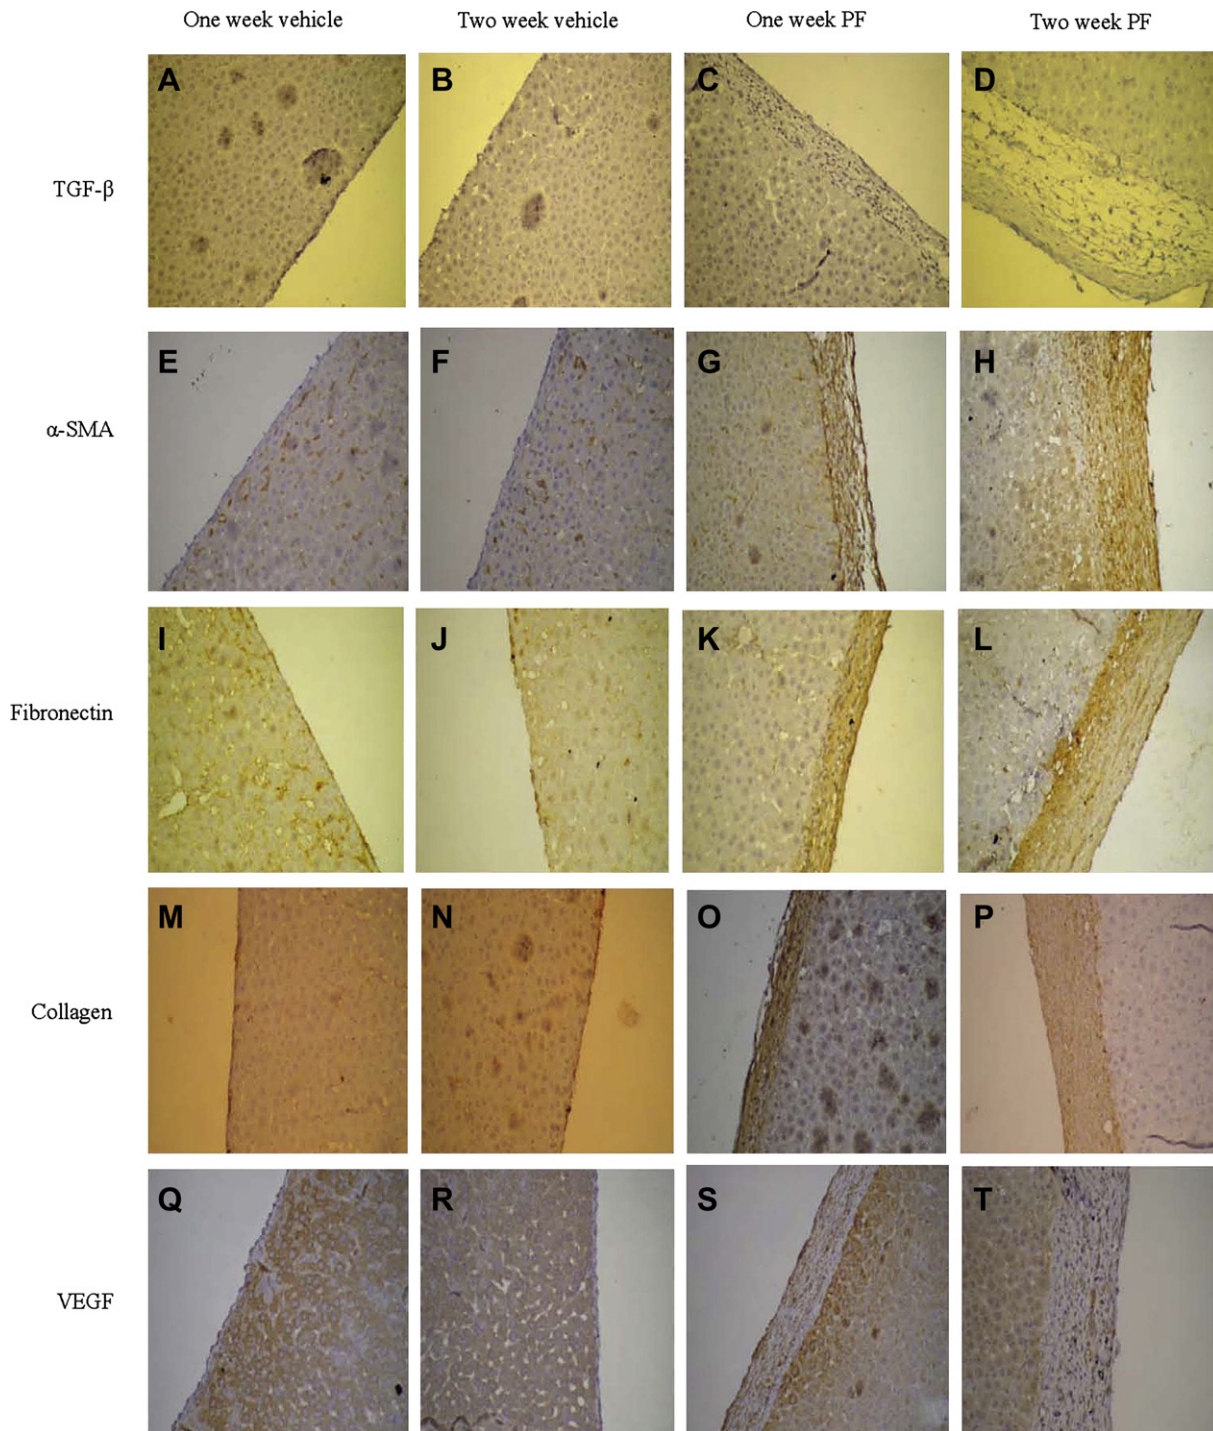 One week vehicle Two week vehicle One week PF Two week PF
A B C D
TGF-β
E F G H
α-SMA
I J K L
Fibronectin
M N O P
Collagen
Q R S T
VEGF